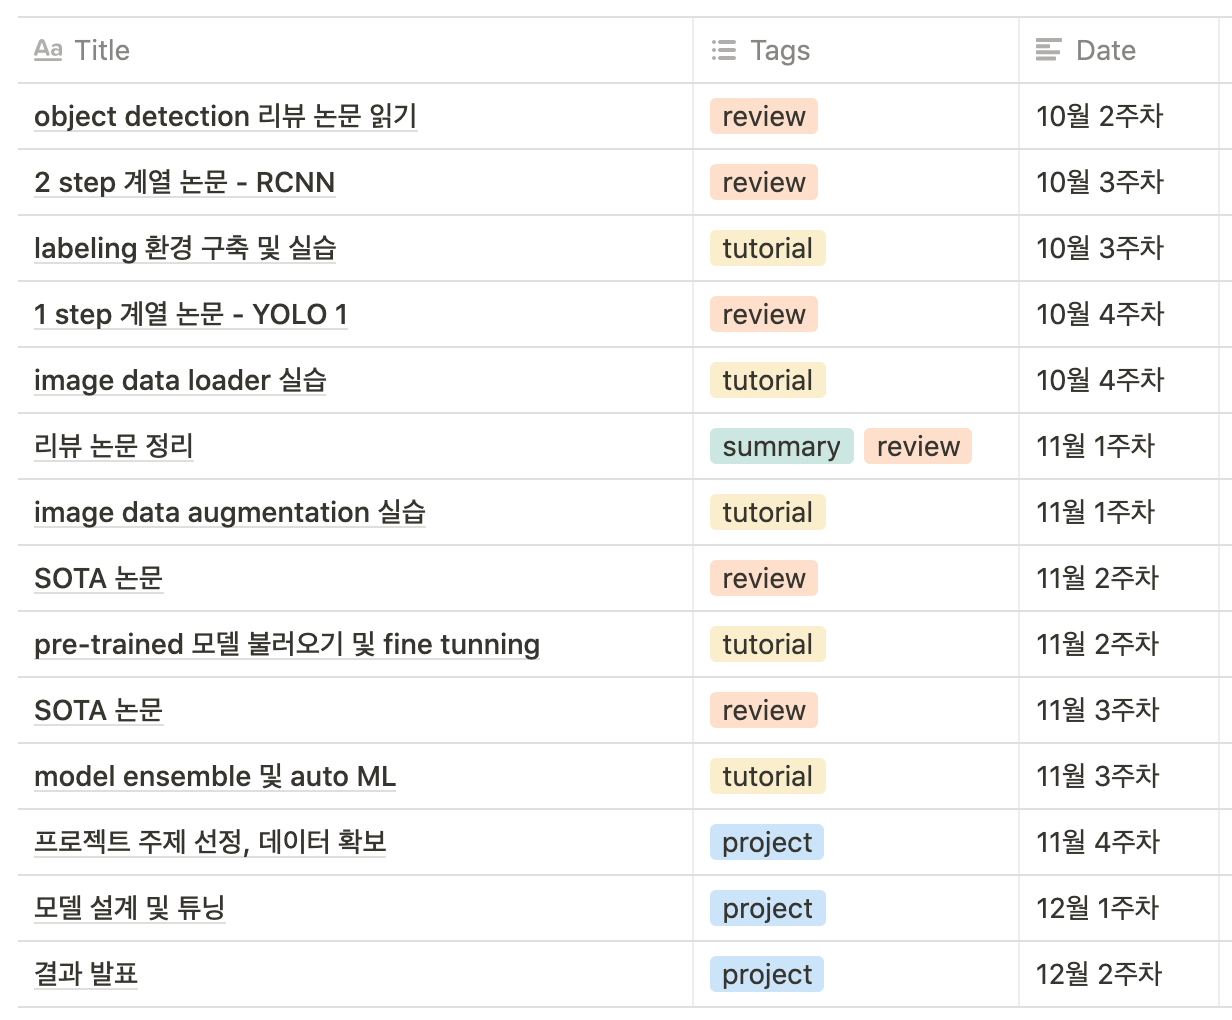 Aa Title Tags Date
object detection 리뷰 논문 읽기 review 10월 2주차
2 step 계열 논문 - RCNN review 10월 3주차
labeling 환경 구축 및 실습 tutorial 10월 3주차
1 step 계열 논문 - YOLO 1 review 10월 4주차
image data loader 실습 tutorial 10월 4주차
리뷰 논문 정리 summary review 11월 1주차
image data augmentation 실습 tutorial 11월 1주차
SOTA 논문 review 11월 2주차
pre-trained 모델 불러오기 및 fine tunning tutorial 11월 2주차
SOTA 논문 review 11월 3주차
model ensemble 및 auto ML tutorial 11월 3주차
프로젝트 주제 선정, 데이터 확보 project 11월 4주차
모델 설계 및 튜닝 project 12월 1주차
결과 발표 project 12월 2주차